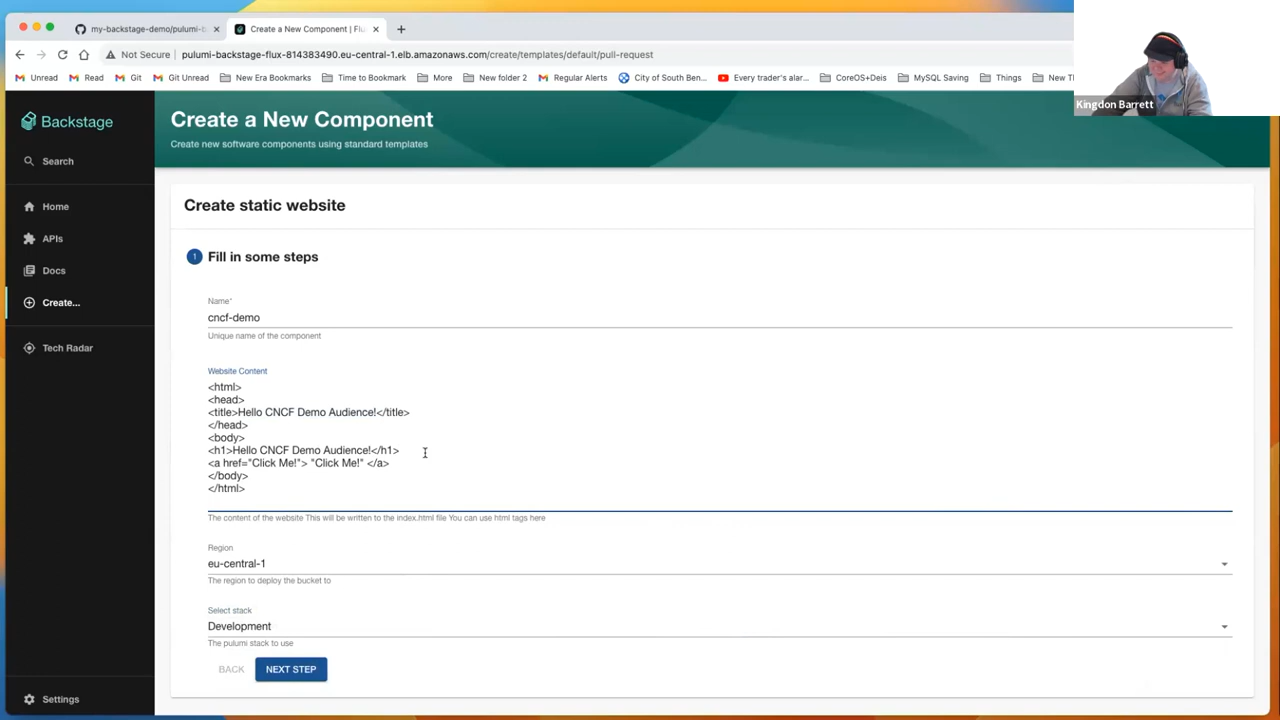 my-backstage-demo/pulumi-b
Create a New Component | Flu
Not Secure
pulumi-backstage-flux-814383490.eu-central-1.elb.amazonaws.com/create/templates/default/pull-request
Unread
Read
Git
Git Unread
New Era Bookmarks
Time to Bookmark
More
New folder 2
Regular Alerts
City of South Ben...
Every trader's alar...
CoreOS+Deis
MySQL Saving
Things
New T
Kingdon Barrett
Backstage
Search
Home
APIs
Docs
Create...
Tech Radar
Settings
Create a New Component
Create new software components using standard templates
Create static website
1 Fill in some steps
Name*
cncf-demo
Unique name of the component
Website Content
<html>
<head>
<title>Hello CNCF Demo Audience!</title>
</head>
<body>
<h1>Hello CNCF Demo Audience!</h1>
<a href="Click Me!"> "Click Me!" </a>
</body>
</html>
The content of the website This will be written to the index.html file You can use html tags here
Region
eu-central-1
The region to deploy the bucket to
Select stack
Development
The pulumi stack to use
BACK
NEXT STEP